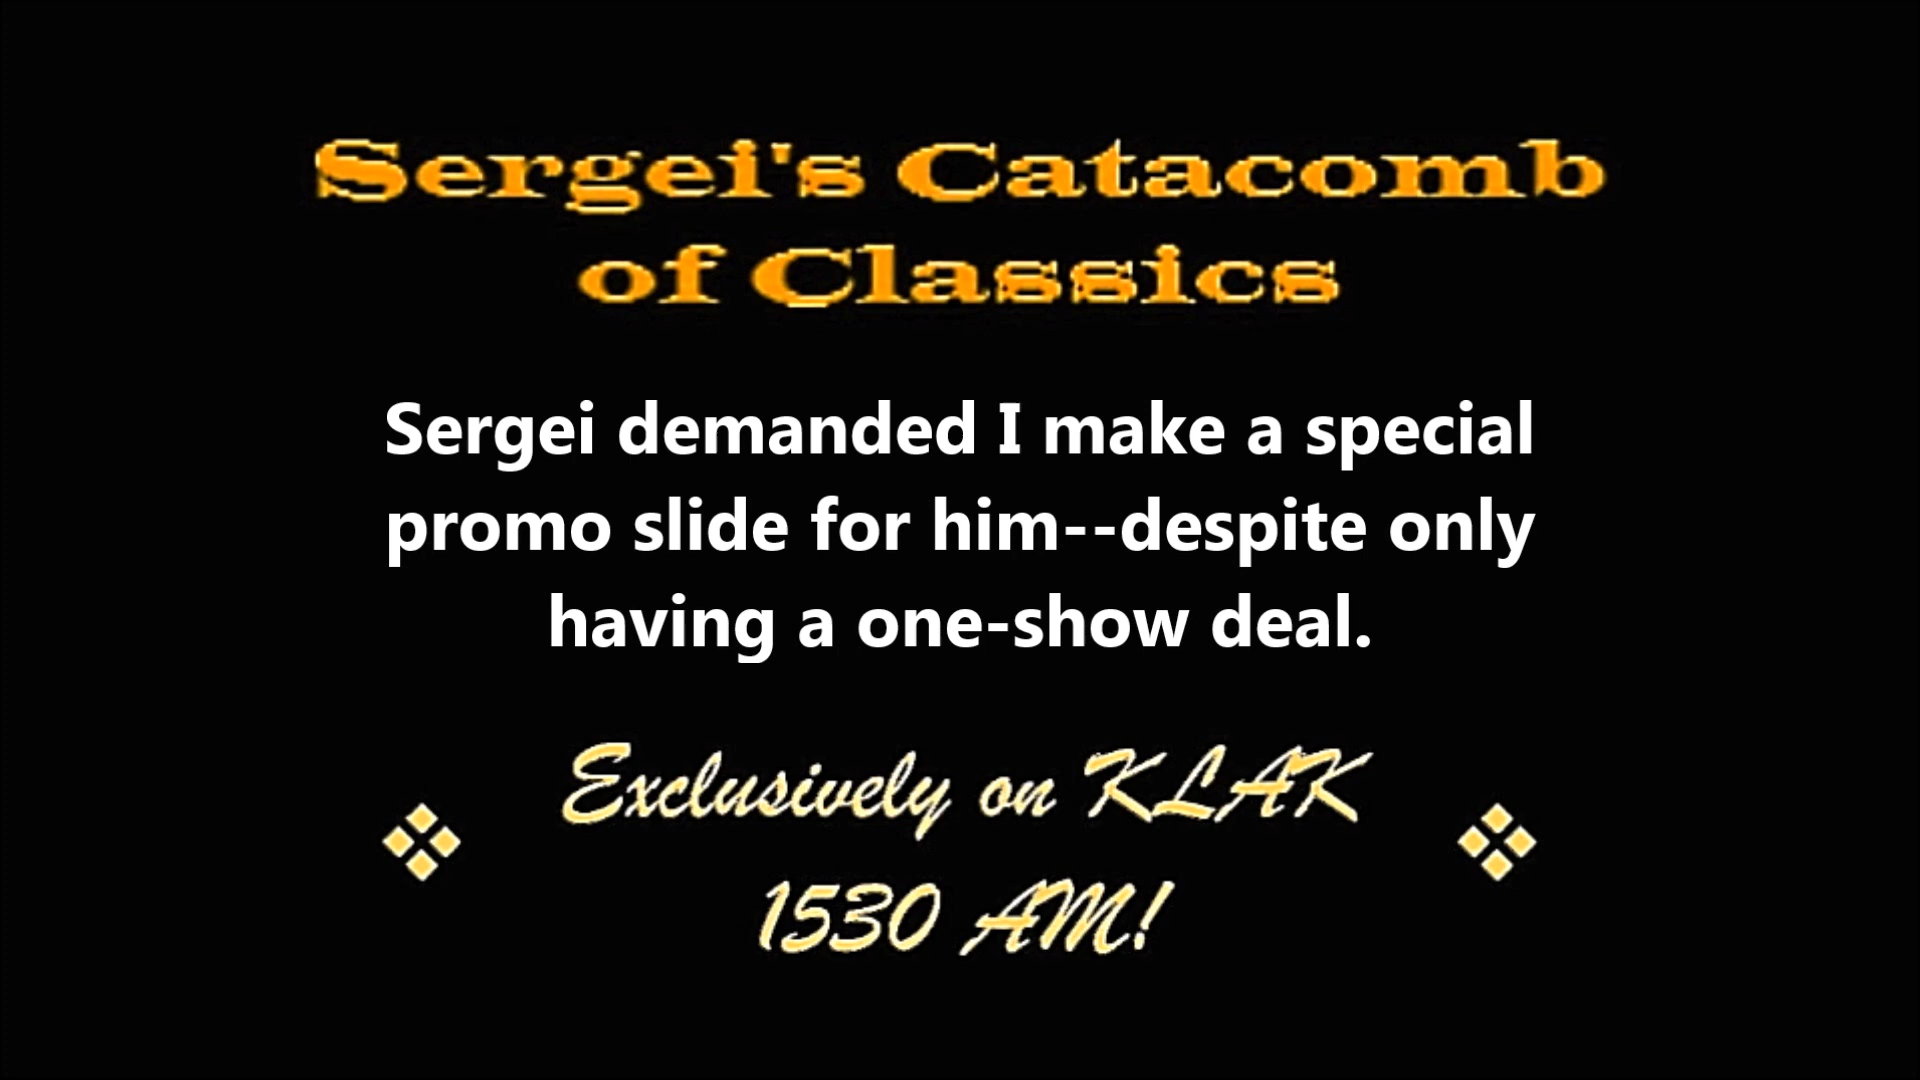 Sergei's Catacomb
of Classics
Sergei demanded I make a special
promo slide for him--despite only
having a one-show deal.
Exclusively on KLAK
1530 AM!